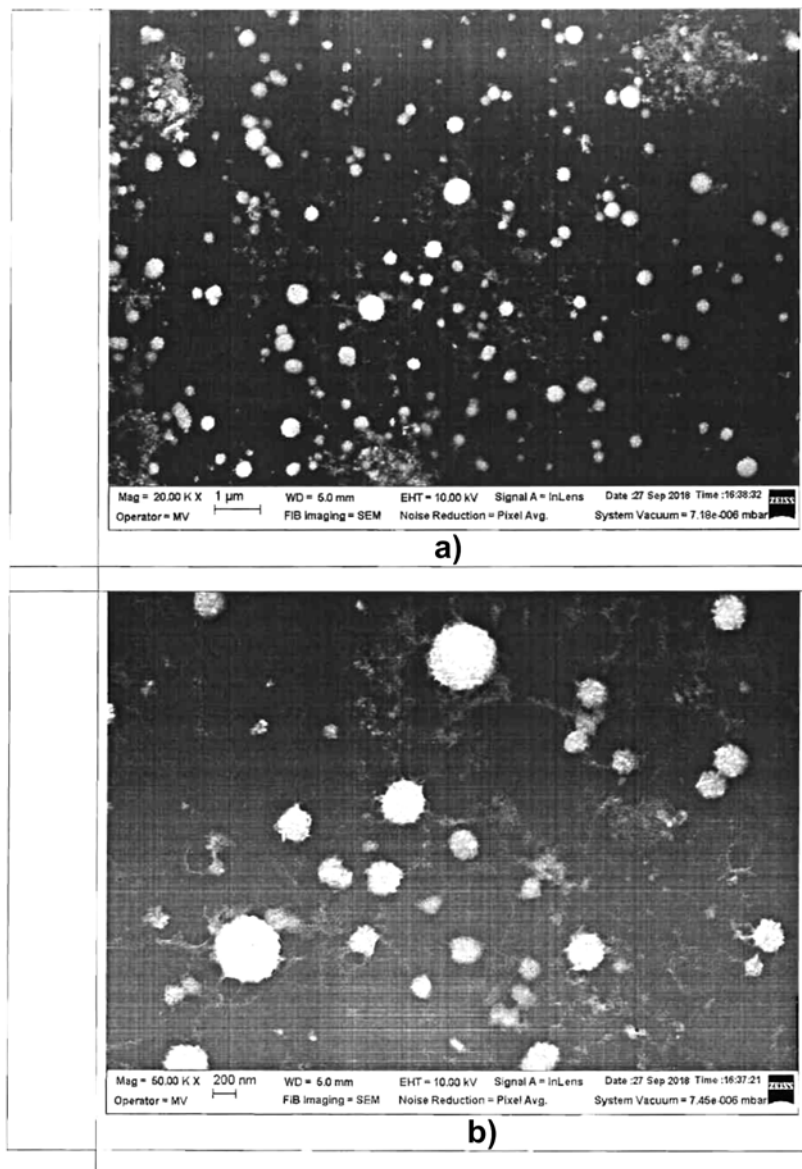 Mag = 20.00 K X 1 µm WD = 5.0 mm EHT = 10.00 kV Signal A = InLens Date :27 Sep 2018 Time :16:38:32 ZEISS
Operator = MV FIB Imaging = SEM Noise Reduction = Pixel Avg. System Vacuum = 7.18e-006 mbar
a)
Mag = 50.00 K X 200 nm WD = 5.0 mm EHT = 10.00 kV Signal A = InLens Date :27 Sep 2018 Time :16:37:21 ZEISS
Operator = MV FIB Imaging = SEM Noise Reduction = Pixel Avg. System Vacuum = 7.45e-006 mbar
b)